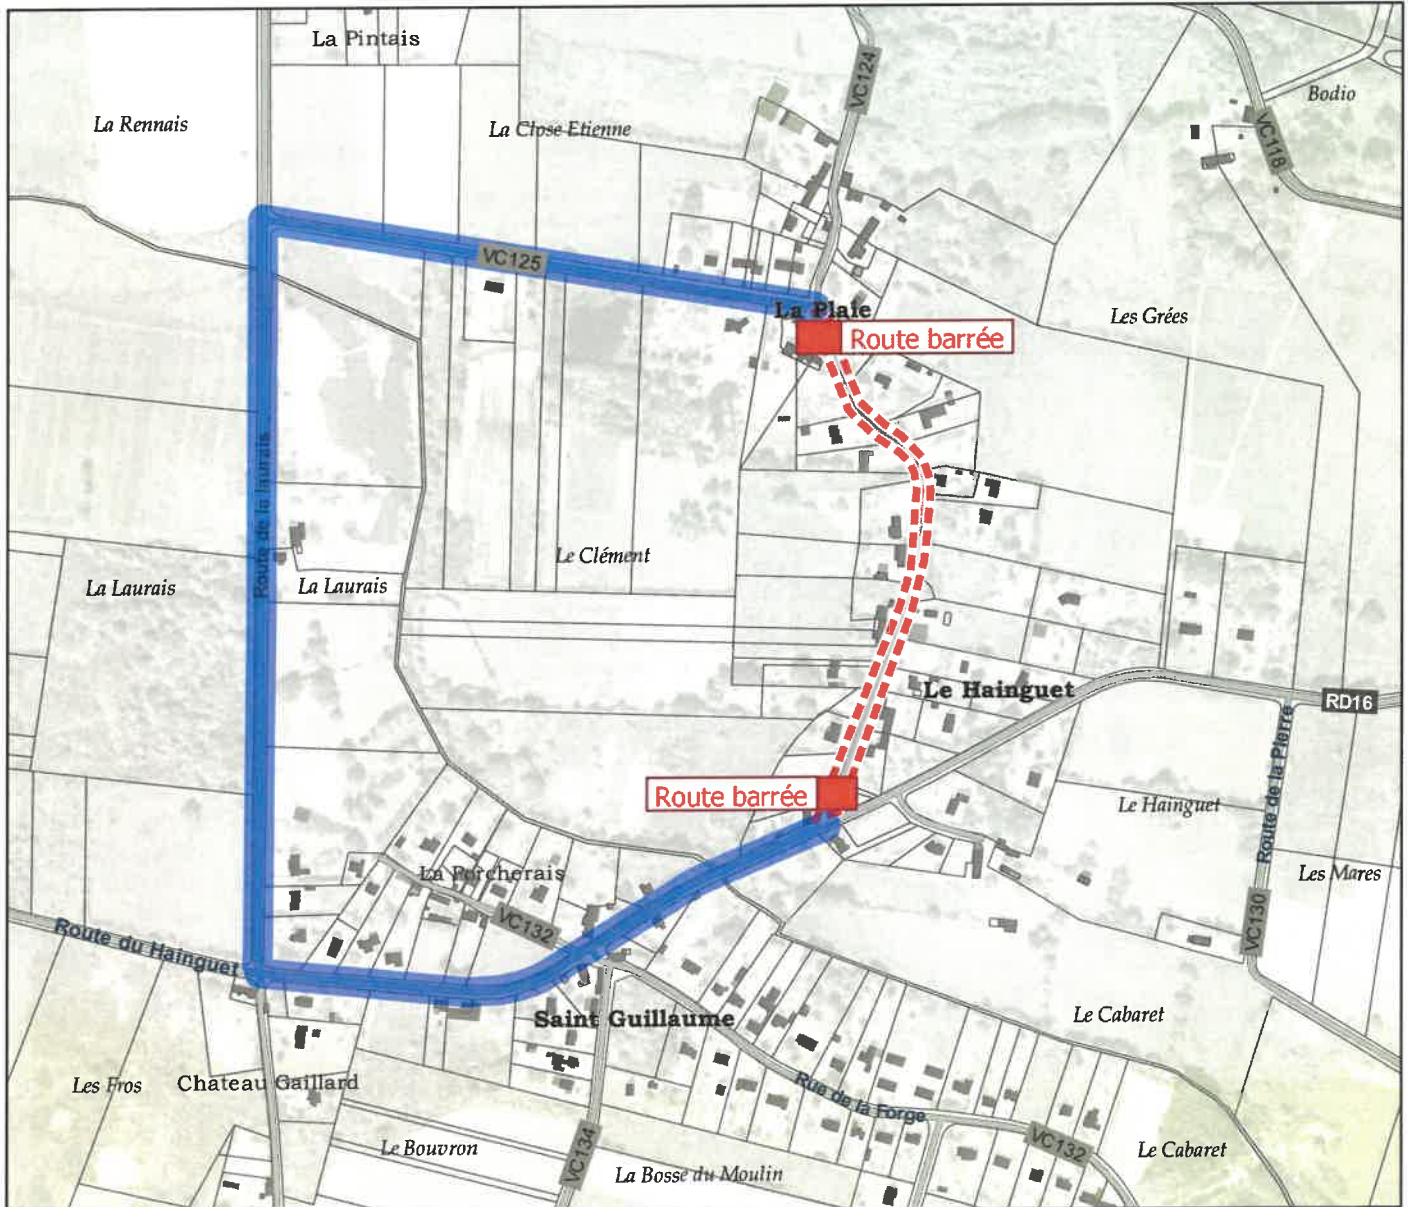 La Pintais
VC124
Bodio
La Rennais
La Close Etienne
VC118
VC125
La Plaie
Les Grées
Route barrée
Route de la laurais
Le Clément
La Laurais
La Laurais
Le Hainguet
RD16
Route de la Pierre
Route barrée
Le Hainguet
La Porcherais
Les Mares
VC132
VC130
Route du Hainguet
Saint Guillaume
Le Cabaret
Les Fros
Chateau Gaillard
Rue de la Forge
Le Bouvron
VC134
VC132
Le Cabaret
La Bosse du Moulin